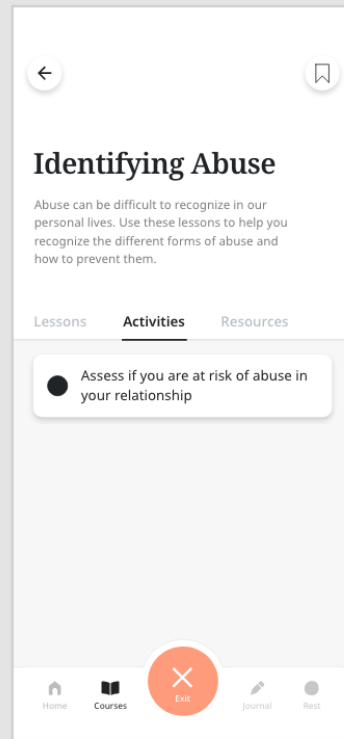 Identifying Abuse
Abuse can be difficult to recognize in our
personal lives. Use these lessons to help you
recognize the different forms of abuse and
how to prevent them.
Lessons Activities Resources
Assess if you are at risk of abuse in
your relationship
Exit
Home Courses Journal Rest